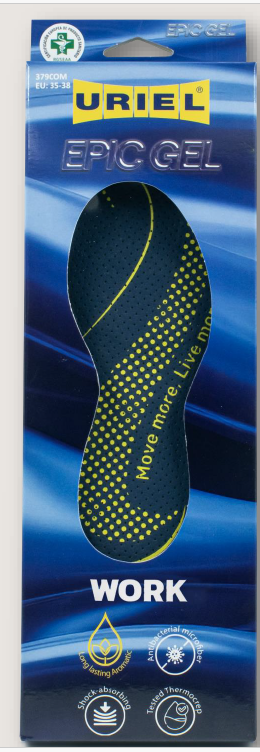 EPIC GEL
379COM
EU: 35-38
URIEL®
EPIC GEL
Move more, Live mo
WORK
Long lasting Aromatic
Antibacterial microfiber
Shock-absorbing
Tested Thermocrep